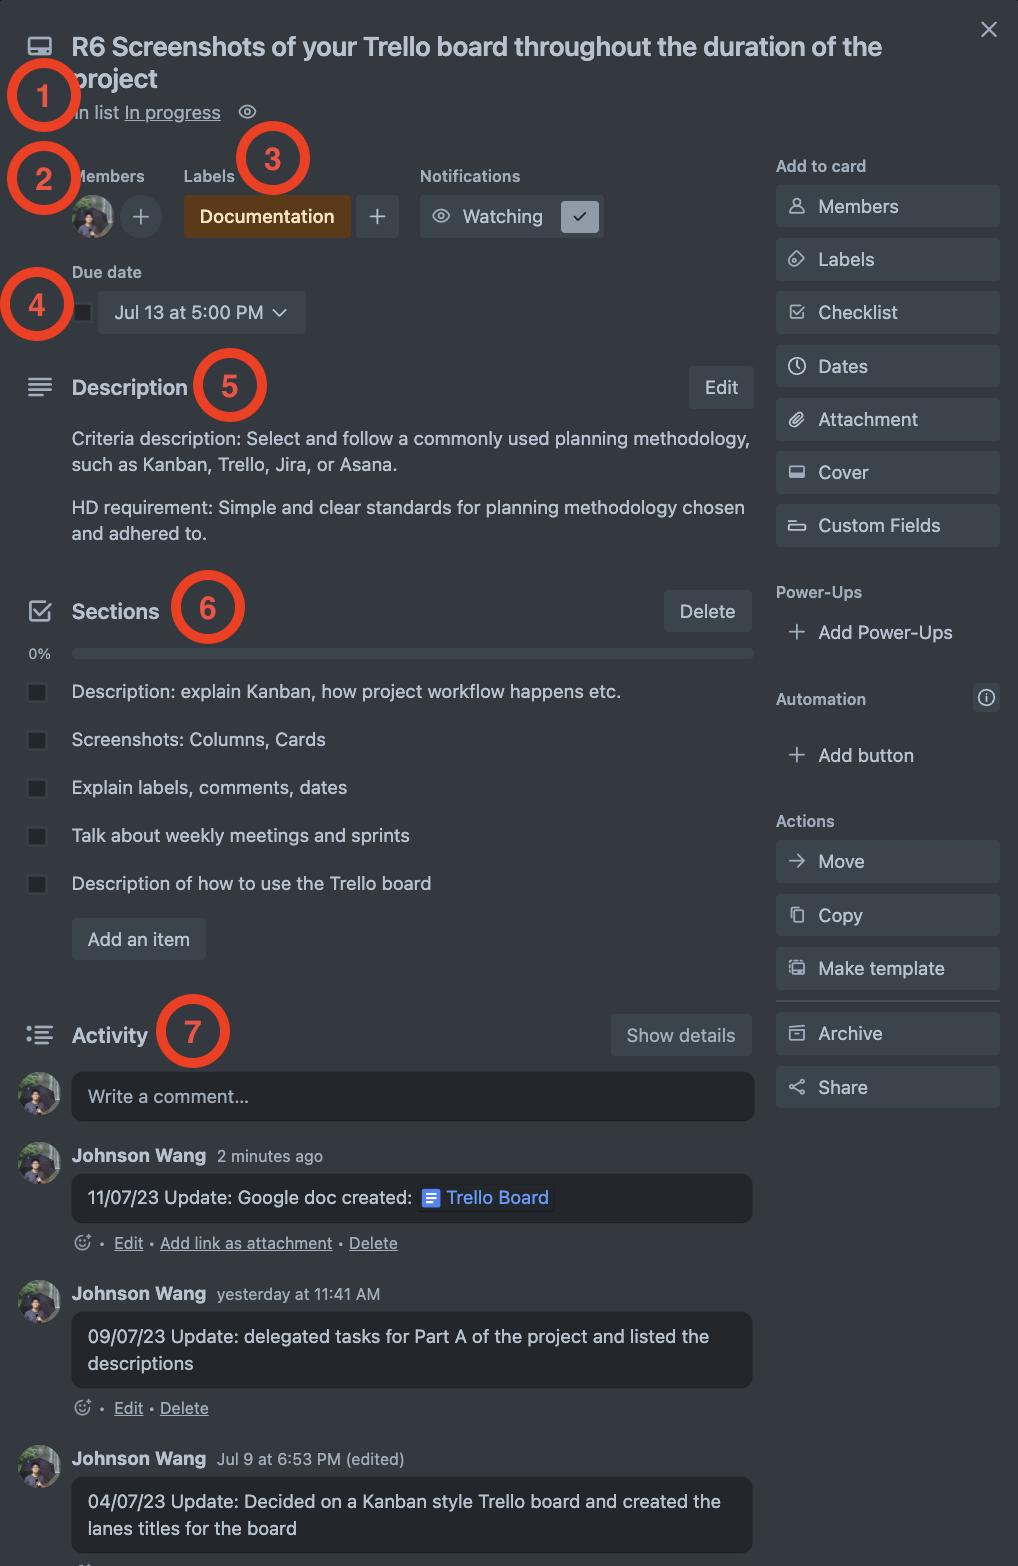 R6 Screenshots of your Trello board throughout the duration of the
project
1
in list In progress
2
3
Members
Labels
Notifications
Documentation
Watching
Due date
4
Jul 13 at 5:00 PM
Description
5
Edit
Criteria description: Select and follow a commonly used planning methodology,
such as Kanban, Trello, Jira, or Asana.
HD requirement: Simple and clear standards for planning methodology chosen
and adhered to.
Sections
6
Delete
0%
Description: explain Kanban, how project workflow happens etc.
Screenshots: Columns, Cards
Explain labels, comments, dates
Talk about weekly meetings and sprints
Description of how to use the Trello board
Add an item
Activity
7
Show details
Write a comment...
Johnson Wang 2 minutes ago
11/07/23 Update: Google doc created: Trello Board
• Edit • Add link as attachment • Delete
Johnson Wang yesterday at 11:41 AM
09/07/23 Update: delegated tasks for Part A of the project and listed the
descriptions
• Edit • Delete
Johnson Wang Jul 9 at 6:53 PM (edited)
04/07/23 Update: Decided on a Kanban style Trello board and created the
lanes titles for the board
Add to card
Members
Labels
Checklist
Dates
Attachment
Cover
Custom Fields
Power-Ups
Add Power-Ups
Automation
Add button
Actions
Move
Copy
Make template
Archive
Share